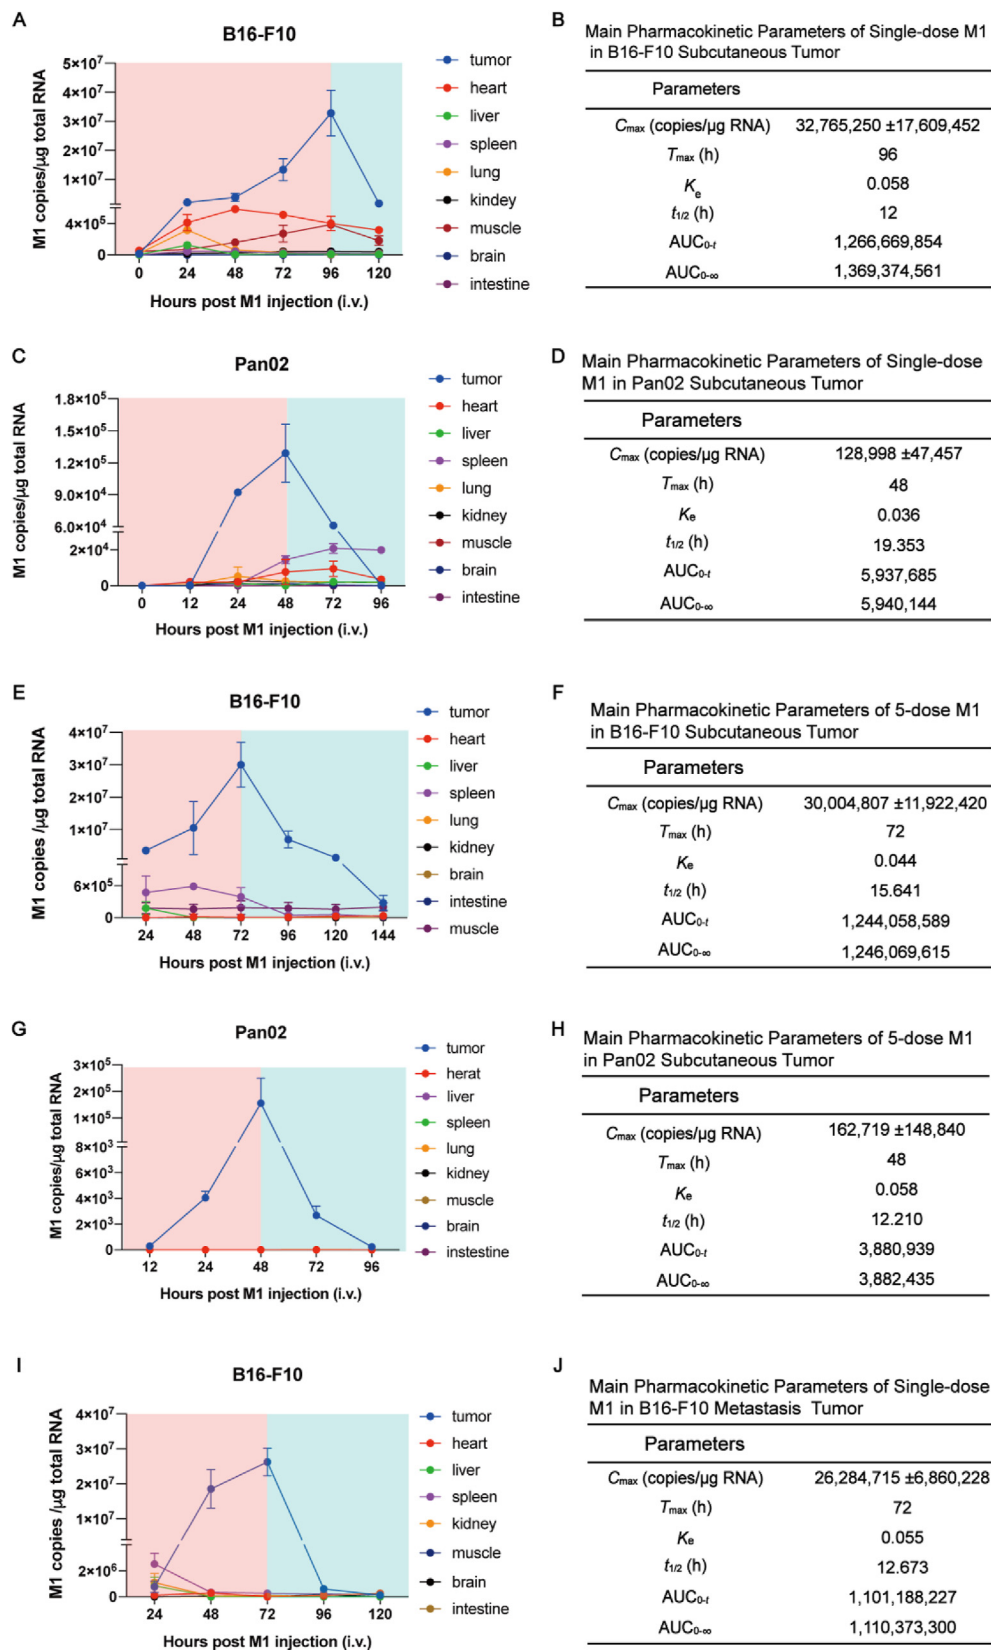 A
B16-F10
M1 copies/μg total RNA
5×10⁷
4×10⁷
3×10⁷
2×10⁷
1×10⁷
4×10⁵
0
0 24 48 72 96 120
Hours post M1 injection (i.v.)
tumor
heart
liver
spleen
lung
kindey
muscle
brain
intestine
B
Main Pharmacokinetic Parameters of Single-dose M1
in B16-F10 Subcutaneous Tumor
Parameters
Cmax (copies/μg RNA) 32,765,250 ±17,609,452
Tmax (h) 96
Ke 0.058
t1/2 (h) 12
AUC0-t 1,266,669,854
AUC0-∞ 1,369,374,561
C
Pan02
M1 copies/μg total RNA
1.8×10⁵
1.5×10⁵
1.2×10⁵
9.0×10⁴
6.0×10⁴
2×10⁴
0
0 12 24 48 72 96
Hours post M1 injection (i.v.)
tumor
heart
liver
spleen
lung
kidney
muscle
brain
intestine
D
Main Pharmacokinetic Parameters of Single-dose
M1 in Pan02 Subcutaneous Tumor
Parameters
Cmax (copies/μg RNA) 128,998 ±47,457
Tmax (h) 48
Ke 0.036
t1/2 (h) 19.353
AUC0-t 5,937,685
AUC0-∞ 5,940,144
E
B16-F10
M1 copies /μg total RNA
4×10⁷
3×10⁷
2×10⁷
1×10⁷
6×10⁵
0
24 48 72 96 120 144
Hours post M1 injection (i.v.)
tumor
heart
liver
spleen
lung
kidney
brain
intestine
muscle
F
Main Pharmacokinetic Parameters of 5-dose M1
in B16-F10 Subcutaneous Tumor
Parameters
Cmax (copies/μg RNA) 30,004,807 ±11,922,420
Tmax (h) 72
Ke 0.044
t1/2 (h) 15.641
AUC0-t 1,244,058,589
AUC0-∞ 1,246,069,615
G
Pan02
M1 copies/μg total RNA
3×10⁵
2×10⁵
1×10⁵
8×10³
6×10³
4×10³
2×10³
0
12 24 48 72 96
Hours post M1 injection (i.v.)
tumor
herat
liver
spleen
lung
kidney
muscle
brain
instestine
H
Main Pharmacokinetic Parameters of 5-dose M1
in Pan02 Subcutaneous Tumor
Parameters
Cmax (copies/μg RNA) 162,719 ±148,840
Tmax (h) 48
Ke 0.058
t1/2 (h) 12.210
AUC0-t 3,880,939
AUC0-∞ 3,882,435
I
B16-F10
M1 copies /μg total RNA
4×10⁷
3×10⁷
2×10⁷
1×10⁷
2×10⁶
0
24 48 72 96 120
Hours post M1 injection (i.v.)
tumor
heart
liver
spleen
kidney
muscle
brain
intestine
J
Main Pharmacokinetic Parameters of Single-dose
M1 in B16-F10 Metastasis Tumor
Parameters
Cmax (copies/μg RNA) 26,284,715 ±6,860,228
Tmax (h) 72
Ke 0.055
t1/2 (h) 12.673
AUC0-t 1,101,188,227
AUC0-∞ 1,110,373,300